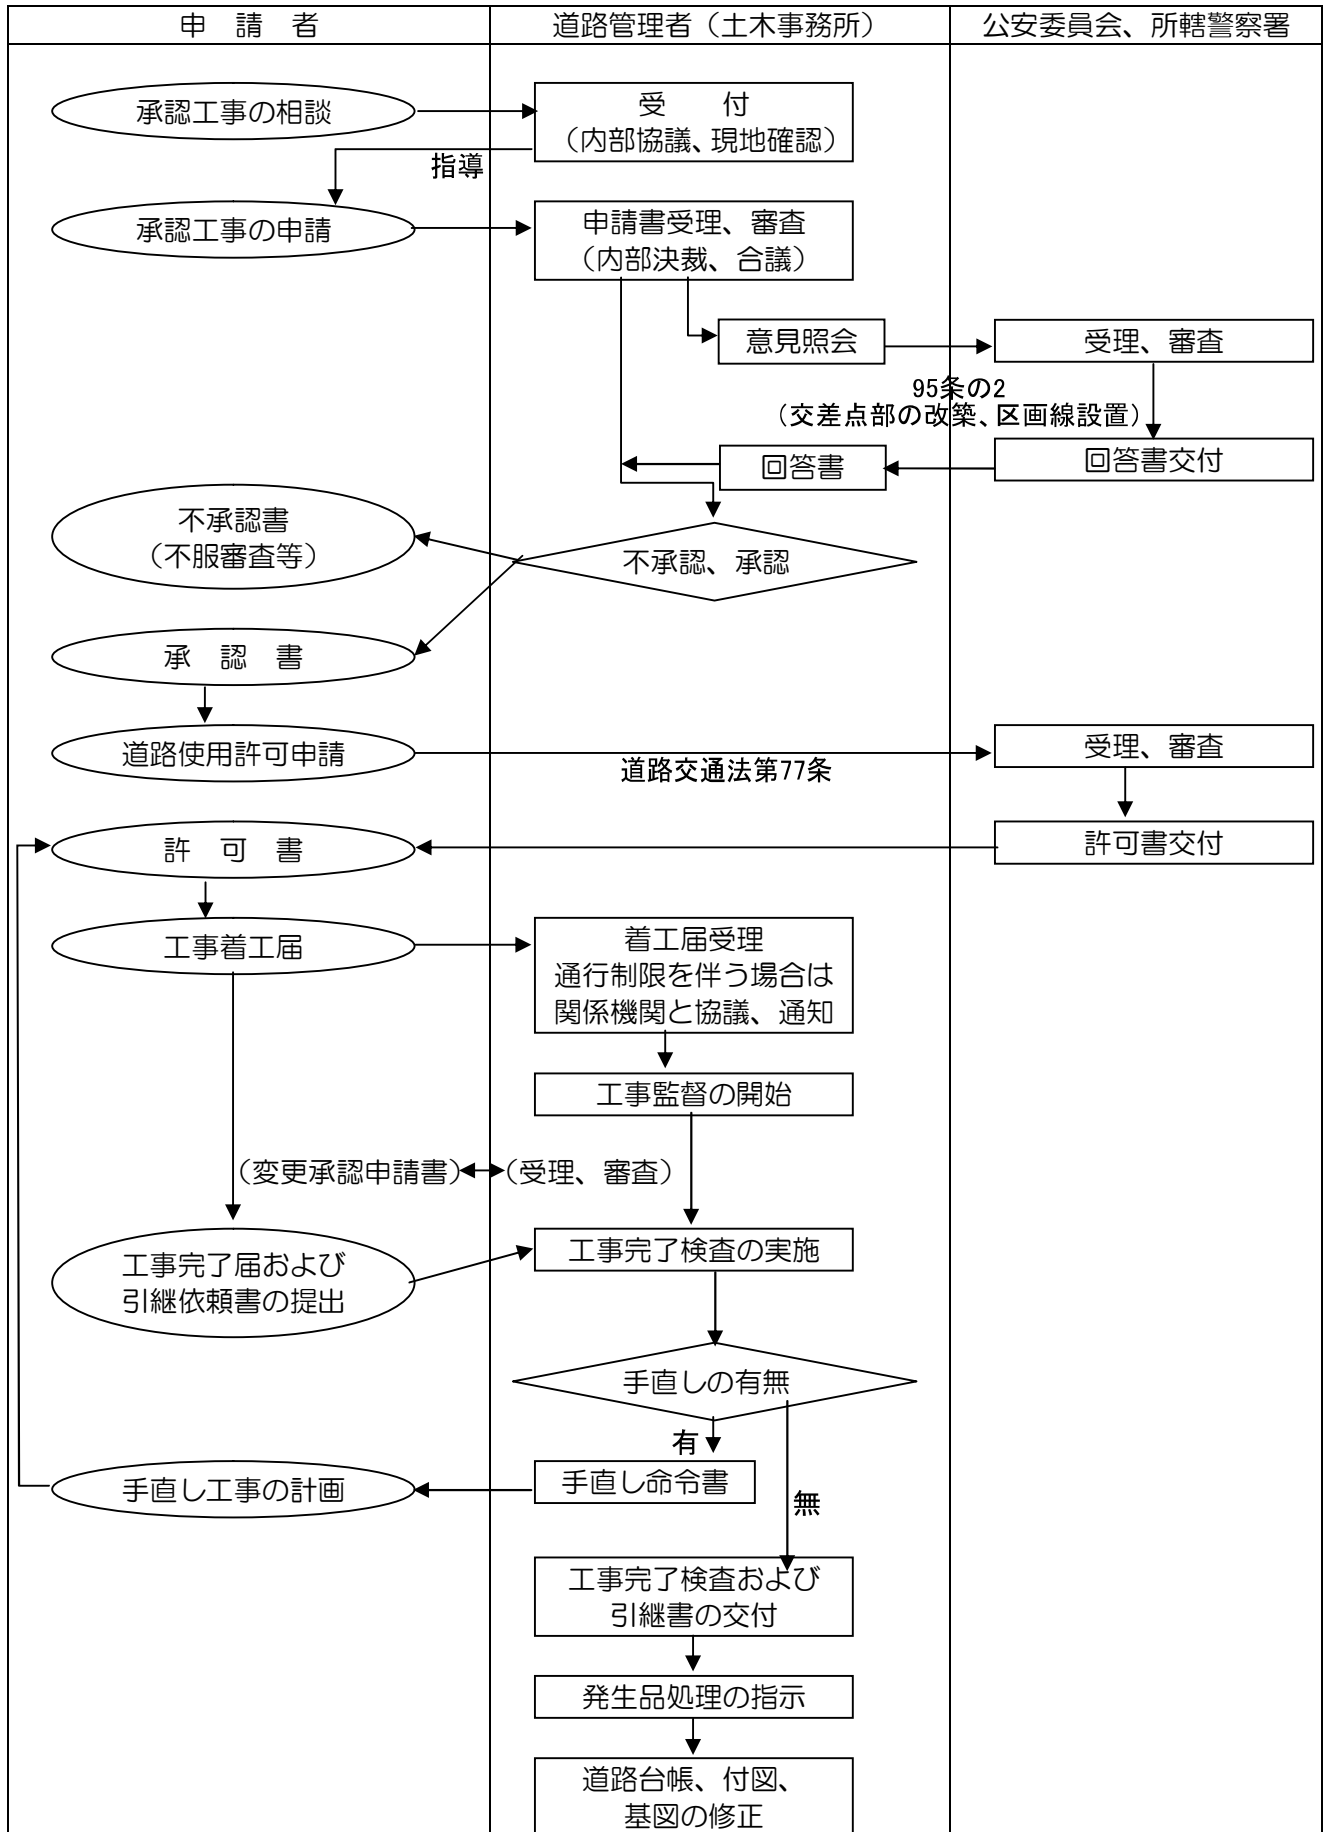 申　請　者
道路管理者（土木事務所）
公安委員会、所轄警察署
承認工事の相談
受　　付
（内部協議、現地確認）
指導
承認工事の申請
申請書受理、審査
（内部決裁、合議）
意見照会
受理、審査
95条の2
（交差点部の改築、区画線設置）
回答書
回答書交付
不承認書
（不服審査等）
不承認、承認
承　認　書
道路使用許可申請
道路交通法第77条
受理、審査
許　可　書
許可書交付
工事着工届
着工届受理
通行制限を伴う場合は
関係機関と協議、通知
工事監督の開始
（変更承認申請書）
（受理、審査）
工事完了届および
引継依頼書の提出
工事完了検査の実施
手直しの有無
有
手直し工事の計画
手直し命令書
無
工事完了検査および
引継書の交付
発生品処理の指示
道路台帳、付図、
基図の修正